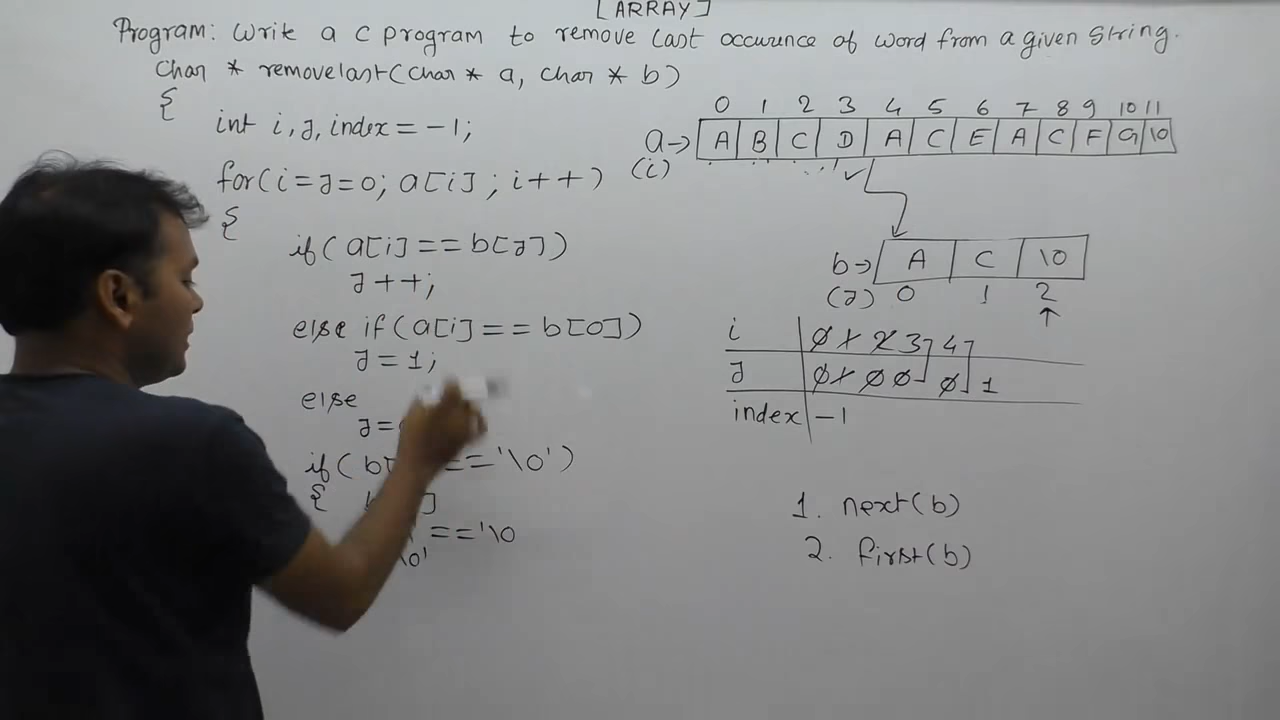 [ARRAY]
Program: Write a C program to remove last occurence of word from a given string.
char * removelast(char * a, char * b)
{
int i, J, index = -1;
for(i=J=0; a[i]; i++)
{
if(a[i]==b[J])
J++;
else if(a[i]==b[0])
J=1;
else
J=
if(b =='\0')
{
=='\0
\0'
0 1 2 3 4 5 6 7 8 9 10 11
a→ A B C D A C E A C F G \0
(i)
b→ A C \0
(J) 0 1 2
i 0 1 2 3 4
J 0 1 0 0 0 1
index -1
1. next(b)
2. first(b)